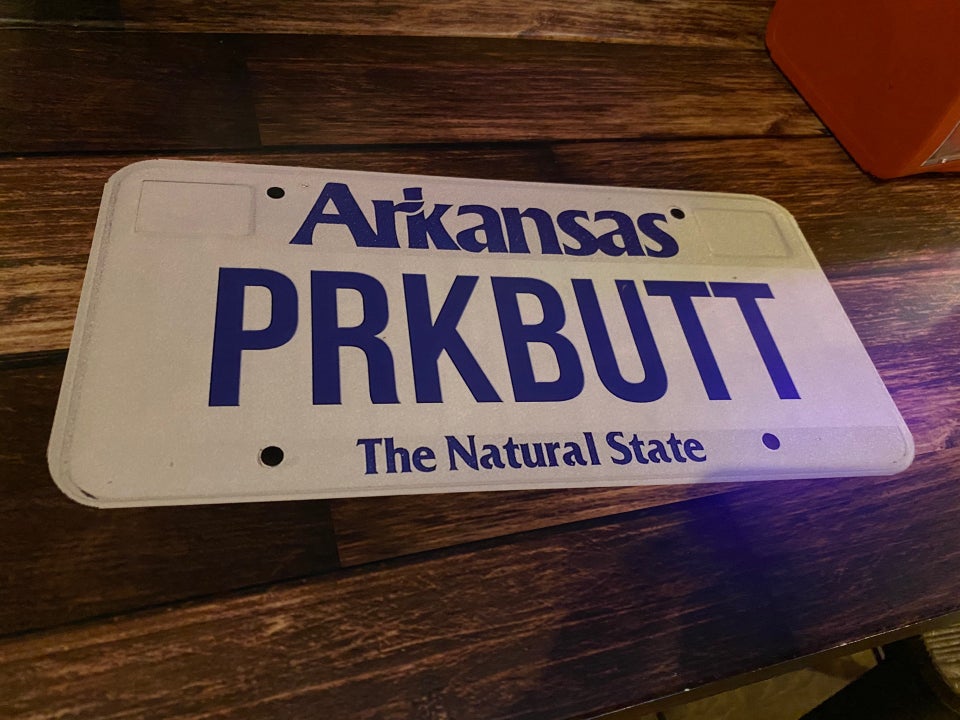 Arkansas
PRKBUTT
The Natural State